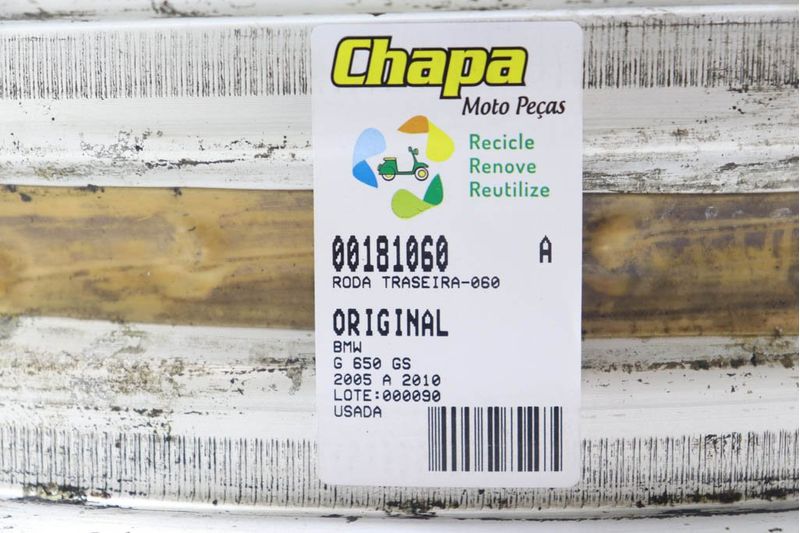 Chapa
Moto Peças
Recicle
Renove
Reutilize
00181060 A
RODA TRASEIRA-060
ORIGINAL
BMW
G 650 GS
2005 A 2010
LOTE:000090
USADA